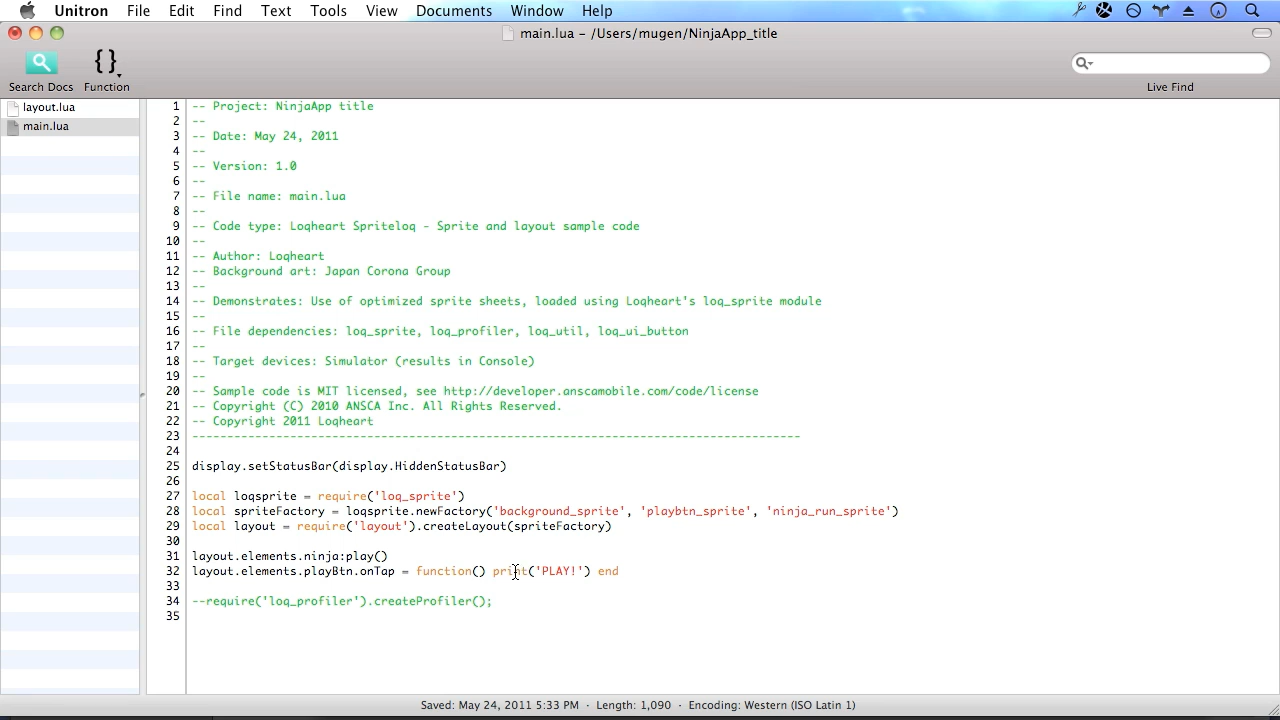 Unitron File Edit Find Text Tools View Documents Window Help
main.lua – /Users/mugen/NinjaApp_title
{}
Search Docs Function
Live Find
layout.lua
main.lua
1 -- Project: NinjaApp title
2 --
3 -- Date: May 24, 2011
4 --
5 -- Version: 1.0
6 --
7 -- File name: main.lua
8 --
9 -- Code type: Loqheart Spriteloq - Sprite and layout sample code
10 --
11 -- Author: Loqheart
12 -- Background art: Japan Corona Group
13 --
14 -- Demonstrates: Use of optimized sprite sheets, loaded using Loqheart's loq_sprite module
15 --
16 -- File dependencies: loq_sprite, loq_profiler, loq_util, loq_ui_button
17 --
18 -- Target devices: Simulator (results in Console)
19 --
20 -- Sample code is MIT licensed, see http://developer.anscamobile.com/code/license
21 -- Copyright (C) 2010 ANSCA Inc. All Rights Reserved.
22 -- Copyright 2011 Loqheart
23 ---------------------------------------------------------------------------------------
24
25 display.setStatusBar(display.HiddenStatusBar)
26
27 local loqsprite = require('loq_sprite')
28 local spriteFactory = loqsprite.newFactory('background_sprite', 'playbtn_sprite', 'ninja_run_sprite')
29 local layout = require('layout').createLayout(spriteFactory)
30
31 layout.elements.ninja:play()
32 layout.elements.playBtn.onTap = function() print('PLAY!') end
33
34 --require('loq_profiler').createProfiler();
35
Saved: May 24, 2011 5:33 PM · Length: 1,090 · Encoding: Western (ISO Latin 1)